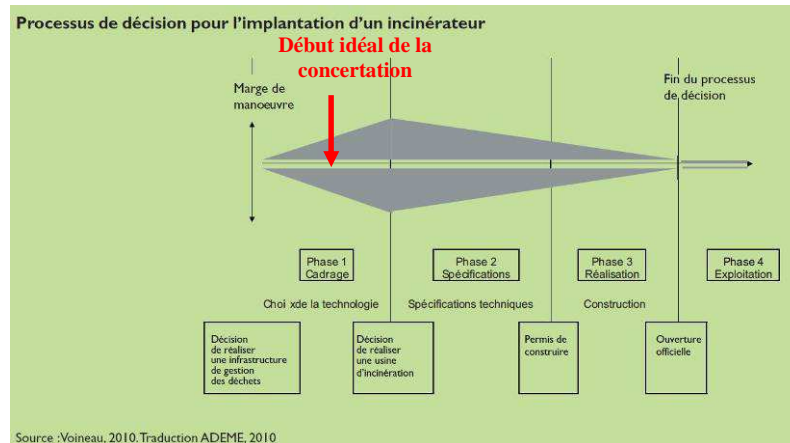 Processus de décision pour l'implantation d'un incinérateur
Début idéal de la
concertation
Marge de
manoeuvre
Fin du processus
de décision
Phase 1
Cadrage
Phase 2
Spécifications
Phase 3
Réalisation
Phase 4
Exploitation
Choi xde la technologie
Spécifications techniques
Construction
Décision
de réaliser
une infrastructure
de gestion
des déchets
Décision
de réaliser
une usine
d'incinération
Permis de
construire
Ouverture
officielle
Source :Voineau, 2010. Traduction ADEME, 2010